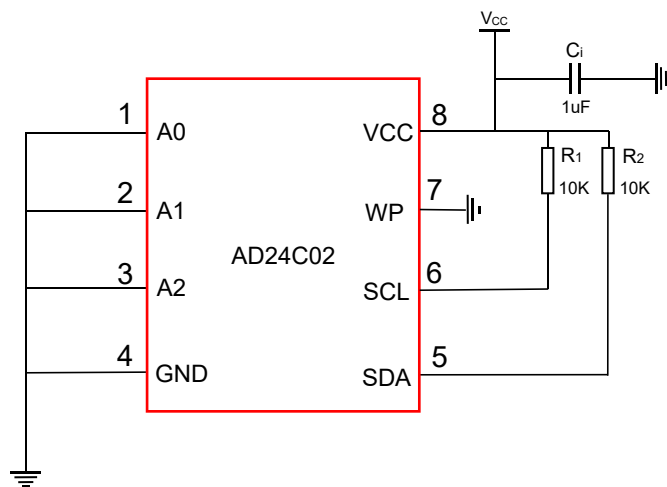 VCC
Ci
1uF
1 A0 VCC 8
R1 R2
10K 10K
2 A1 WP 7
AD24C02
3 A2 SCL 6
4 GND SDA 5